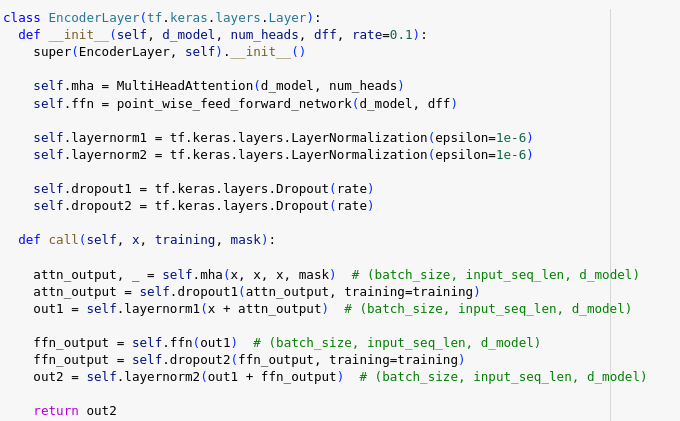 class EncoderLayer(tf.keras.layers.Layer):
  def __init__(self, d_model, num_heads, dff, rate=0.1):
    super(EncoderLayer, self).__init__()

    self.mha = MultiHeadAttention(d_model, num_heads)
    self.ffn = point_wise_feed_forward_network(d_model, dff)

    self.layernorm1 = tf.keras.layers.LayerNormalization(epsilon=1e-6)
    self.layernorm2 = tf.keras.layers.LayerNormalization(epsilon=1e-6)

    self.dropout1 = tf.keras.layers.Dropout(rate)
    self.dropout2 = tf.keras.layers.Dropout(rate)

  def call(self, x, training, mask):

    attn_output, _ = self.mha(x, x, x, mask)  # (batch_size, input_seq_len, d_model)
    attn_output = self.dropout1(attn_output, training=training)
    out1 = self.layernorm1(x + attn_output)  # (batch_size, input_seq_len, d_model)

    ffn_output = self.ffn(out1)  # (batch_size, input_seq_len, d_model)
    ffn_output = self.dropout2(ffn_output, training=training)
    out2 = self.layernorm2(out1 + ffn_output)  # (batch_size, input_seq_len, d_model)

    return out2